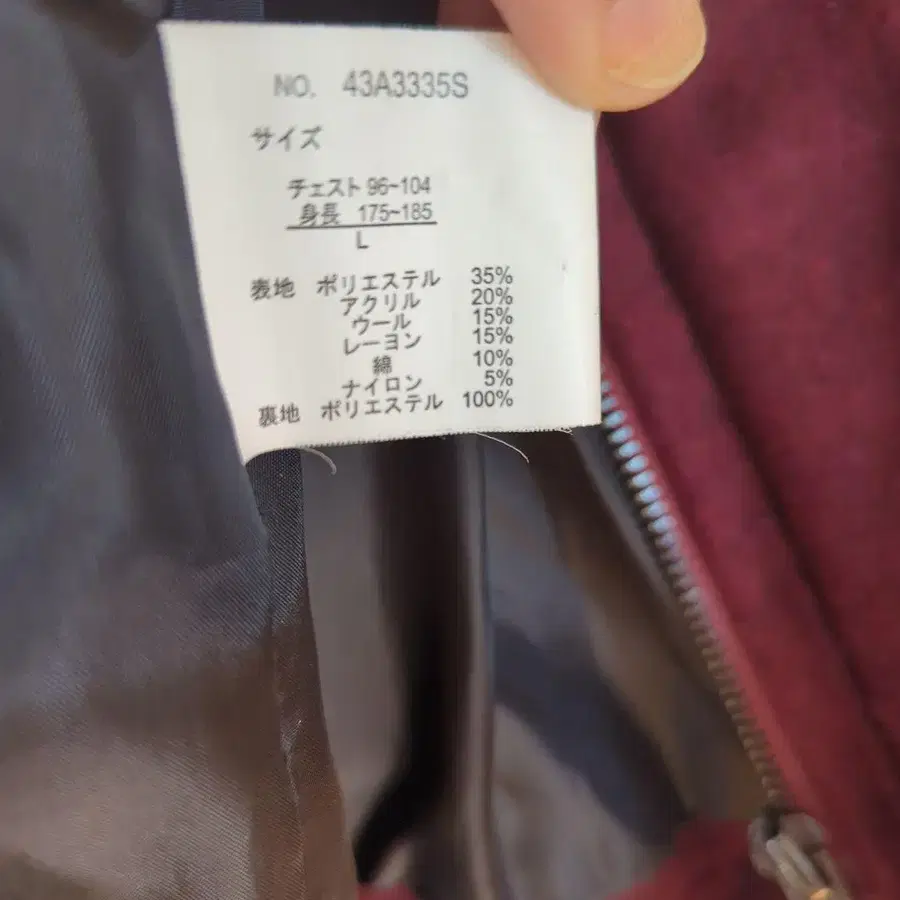 NO. 43A3335S
サイズ
チェスト 96~104
身長 175~185
L
表地 ポリエステル 35%
アクリル 20%
ウール 15%
レーヨン 15%
綿 10%
ナイロン 5%
裏地 ポリエステル 100%